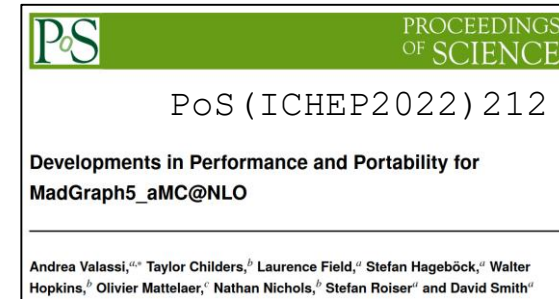 PoS
PROCEEDINGS
OF SCIENCE
PoS(ICHEP2022)212
Developments in Performance and Portability for
MadGraph5_aMC@NLO
Andrea Valassi,ᵃ,* Taylor Childers,ᵇ Laurence Field,ᵃ Stefan Hageböck,ᵃ Walter
Hopkins,ᵇ Olivier Mattelaer,ᶜ Nathan Nichols,ᵇ Stefan Roiserᵃ and David Smithᵃ